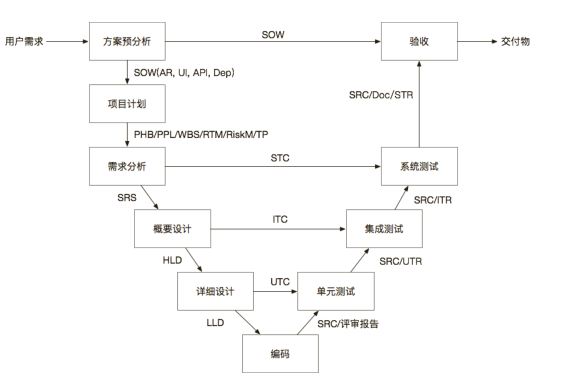 用户需求
方案预分析
SOW
验收
交付物
SOW(AR, UI, API, Dep)
项目计划
SRC/Doc/STR
PHB/PPL/WBS/RTM/RiskM/TP
需求分析
STC
系统测试
SRS
SRC/ITR
概要设计
ITC
集成测试
HLD
SRC/UTR
详细设计
UTC
单元测试
LLD
SRC/评审报告
编码